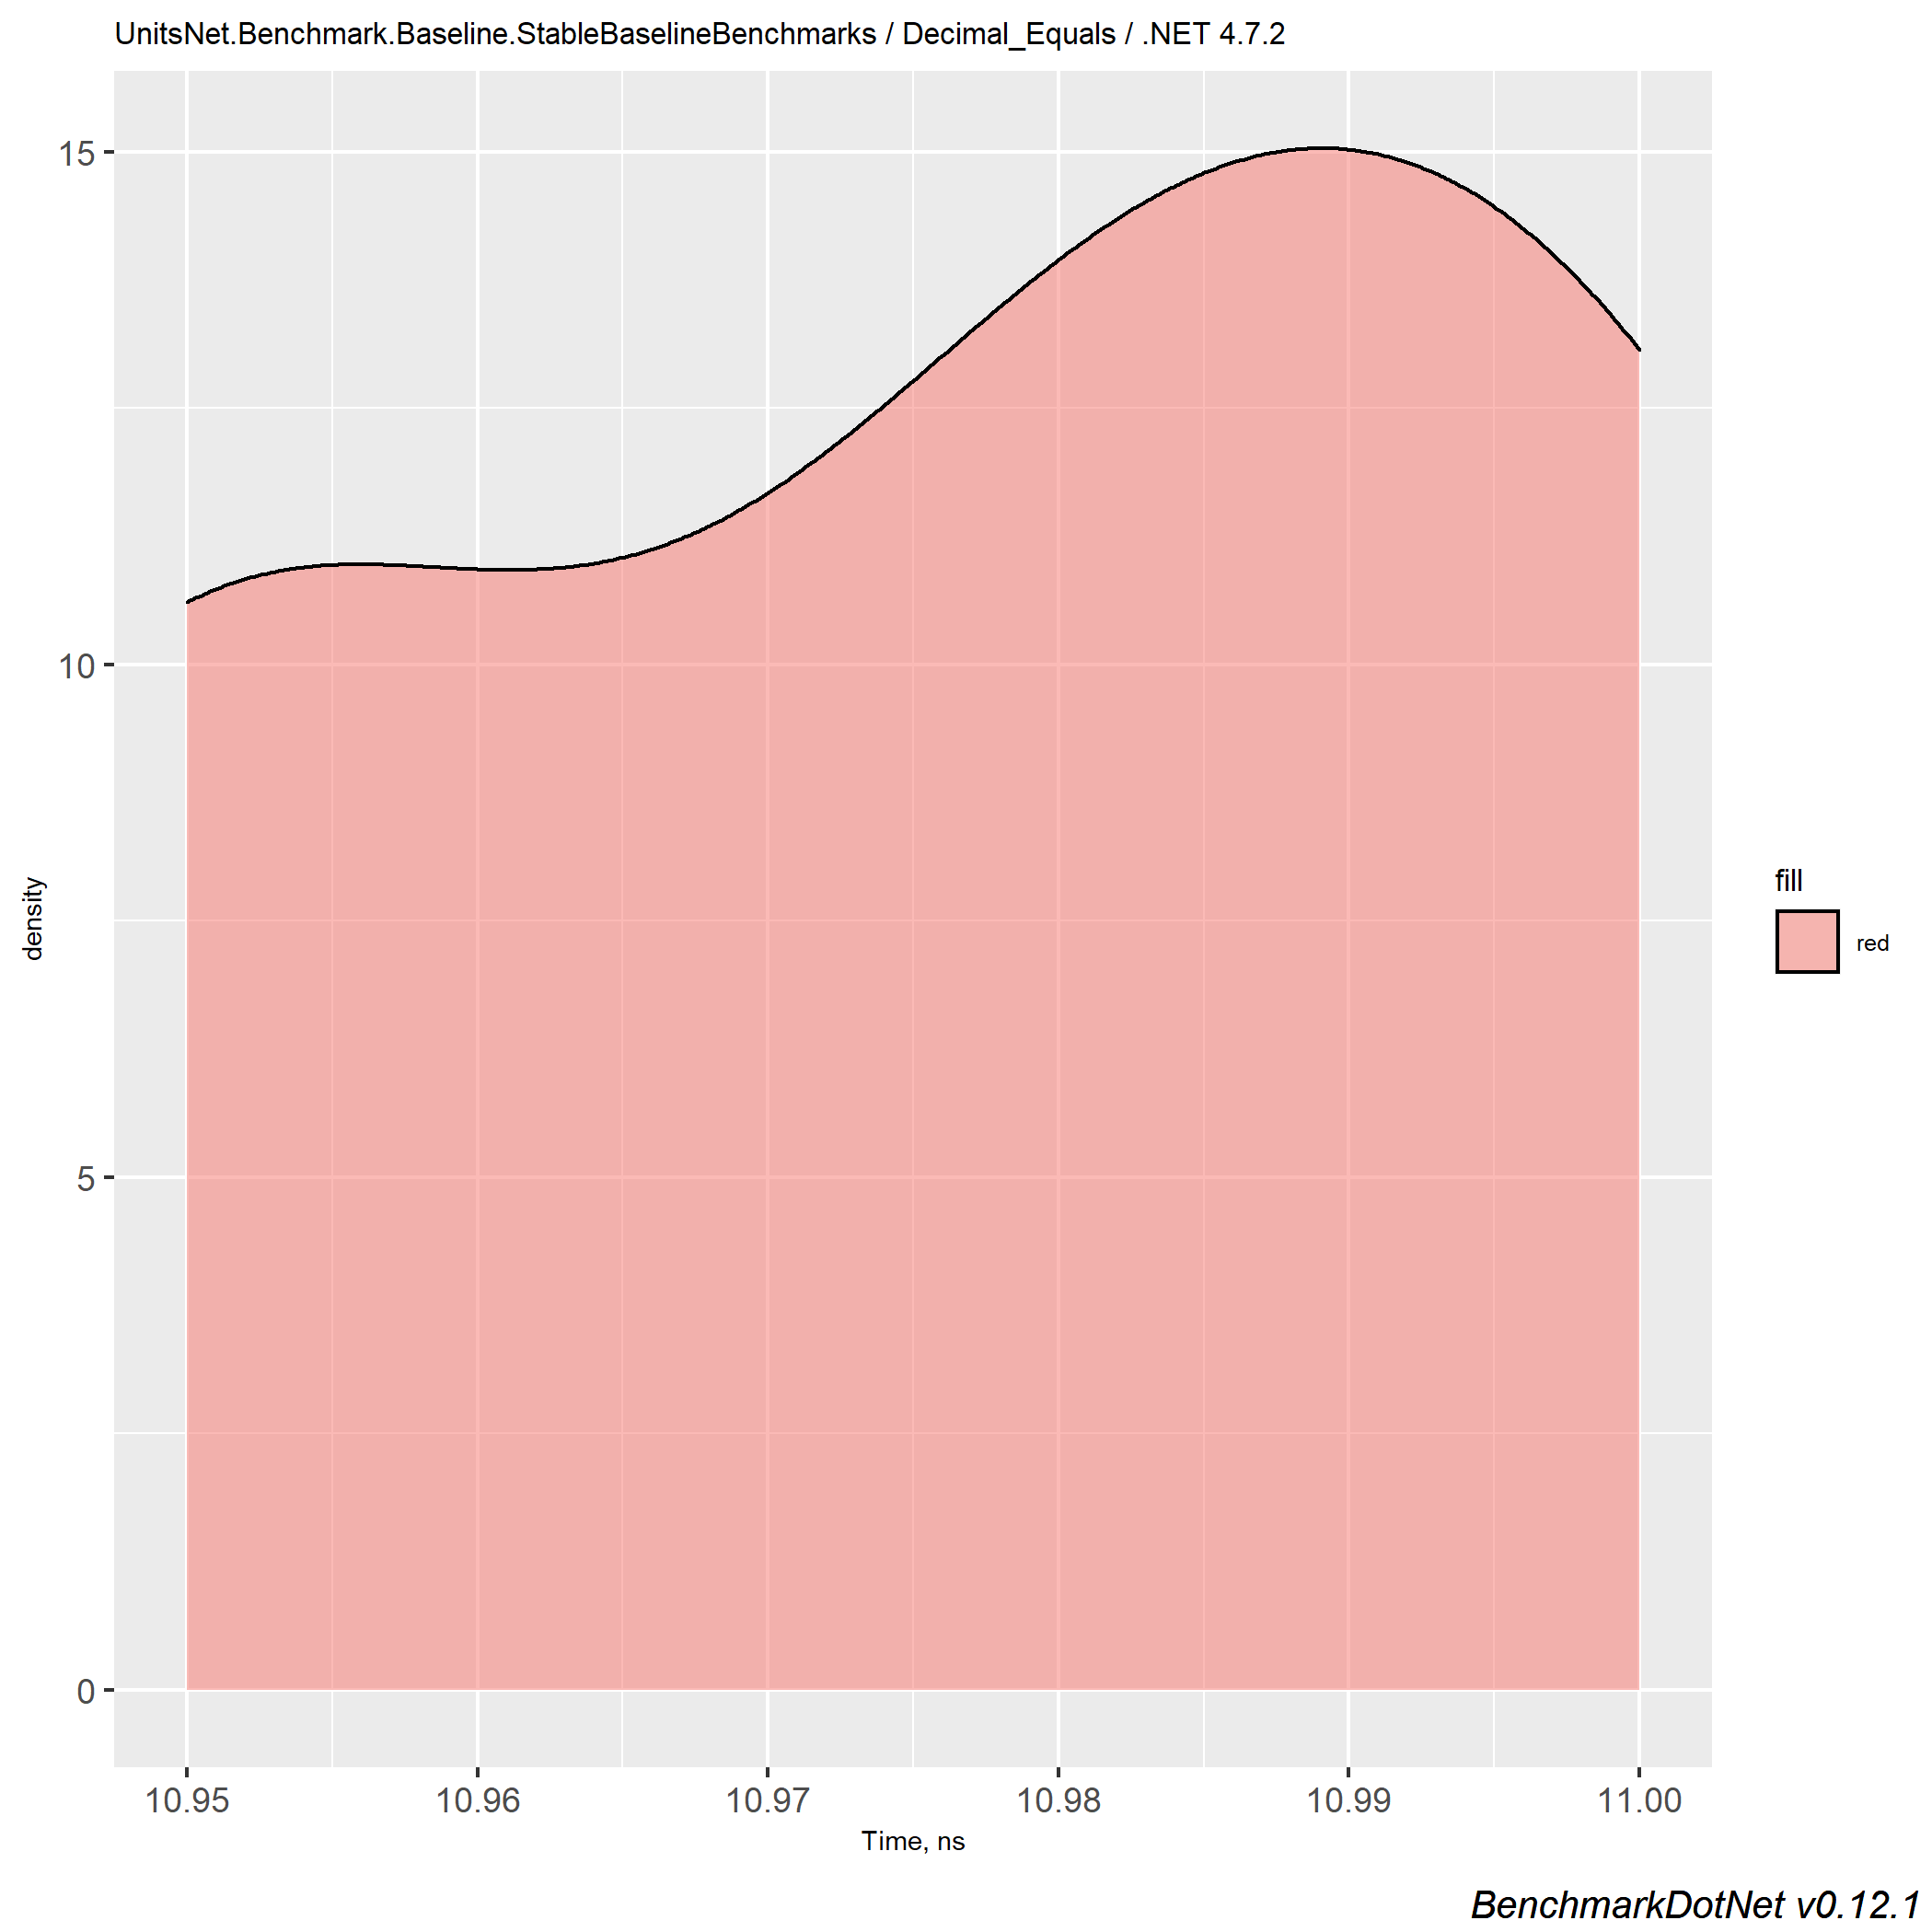 UnitsNet.Benchmark.Baseline.StableBaselineBenchmarks / Decimal_Equals / .NET 4.7.2
15
10
5
0
density
10.95 10.96 10.97 10.98 10.99 11.00
Time, ns
fill
red
BenchmarkDotNet v0.12.1